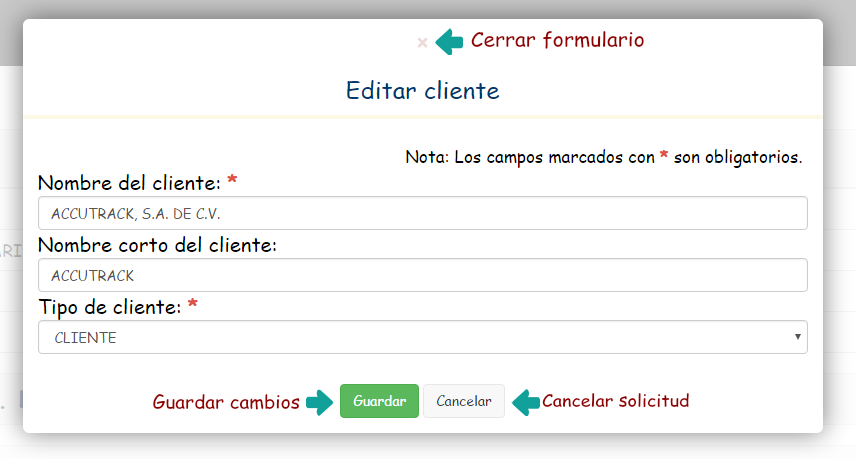 × Cerrar formulario
Editar cliente
Nota: Los campos marcados con * son obligatorios.
Nombre del cliente: *
ACCUTRACK, S.A. DE C.V.
Nombre corto del cliente:
ACCUTRACK
Tipo de cliente: *
CLIENTE
Guardar cambios Guardar Cancelar Cancelar solicitud